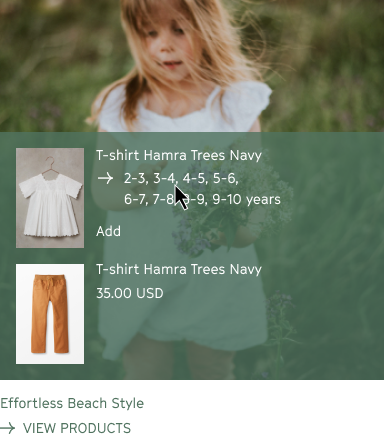 T-shirt Hamra Trees Navy
2-3, 3-4, 4-5, 5-6,
6-7, 7-8, 8-9, 9-10 years
Add
T-shirt Hamra Trees Navy
35.00 USD
Effortless Beach Style
VIEW PRODUCTS